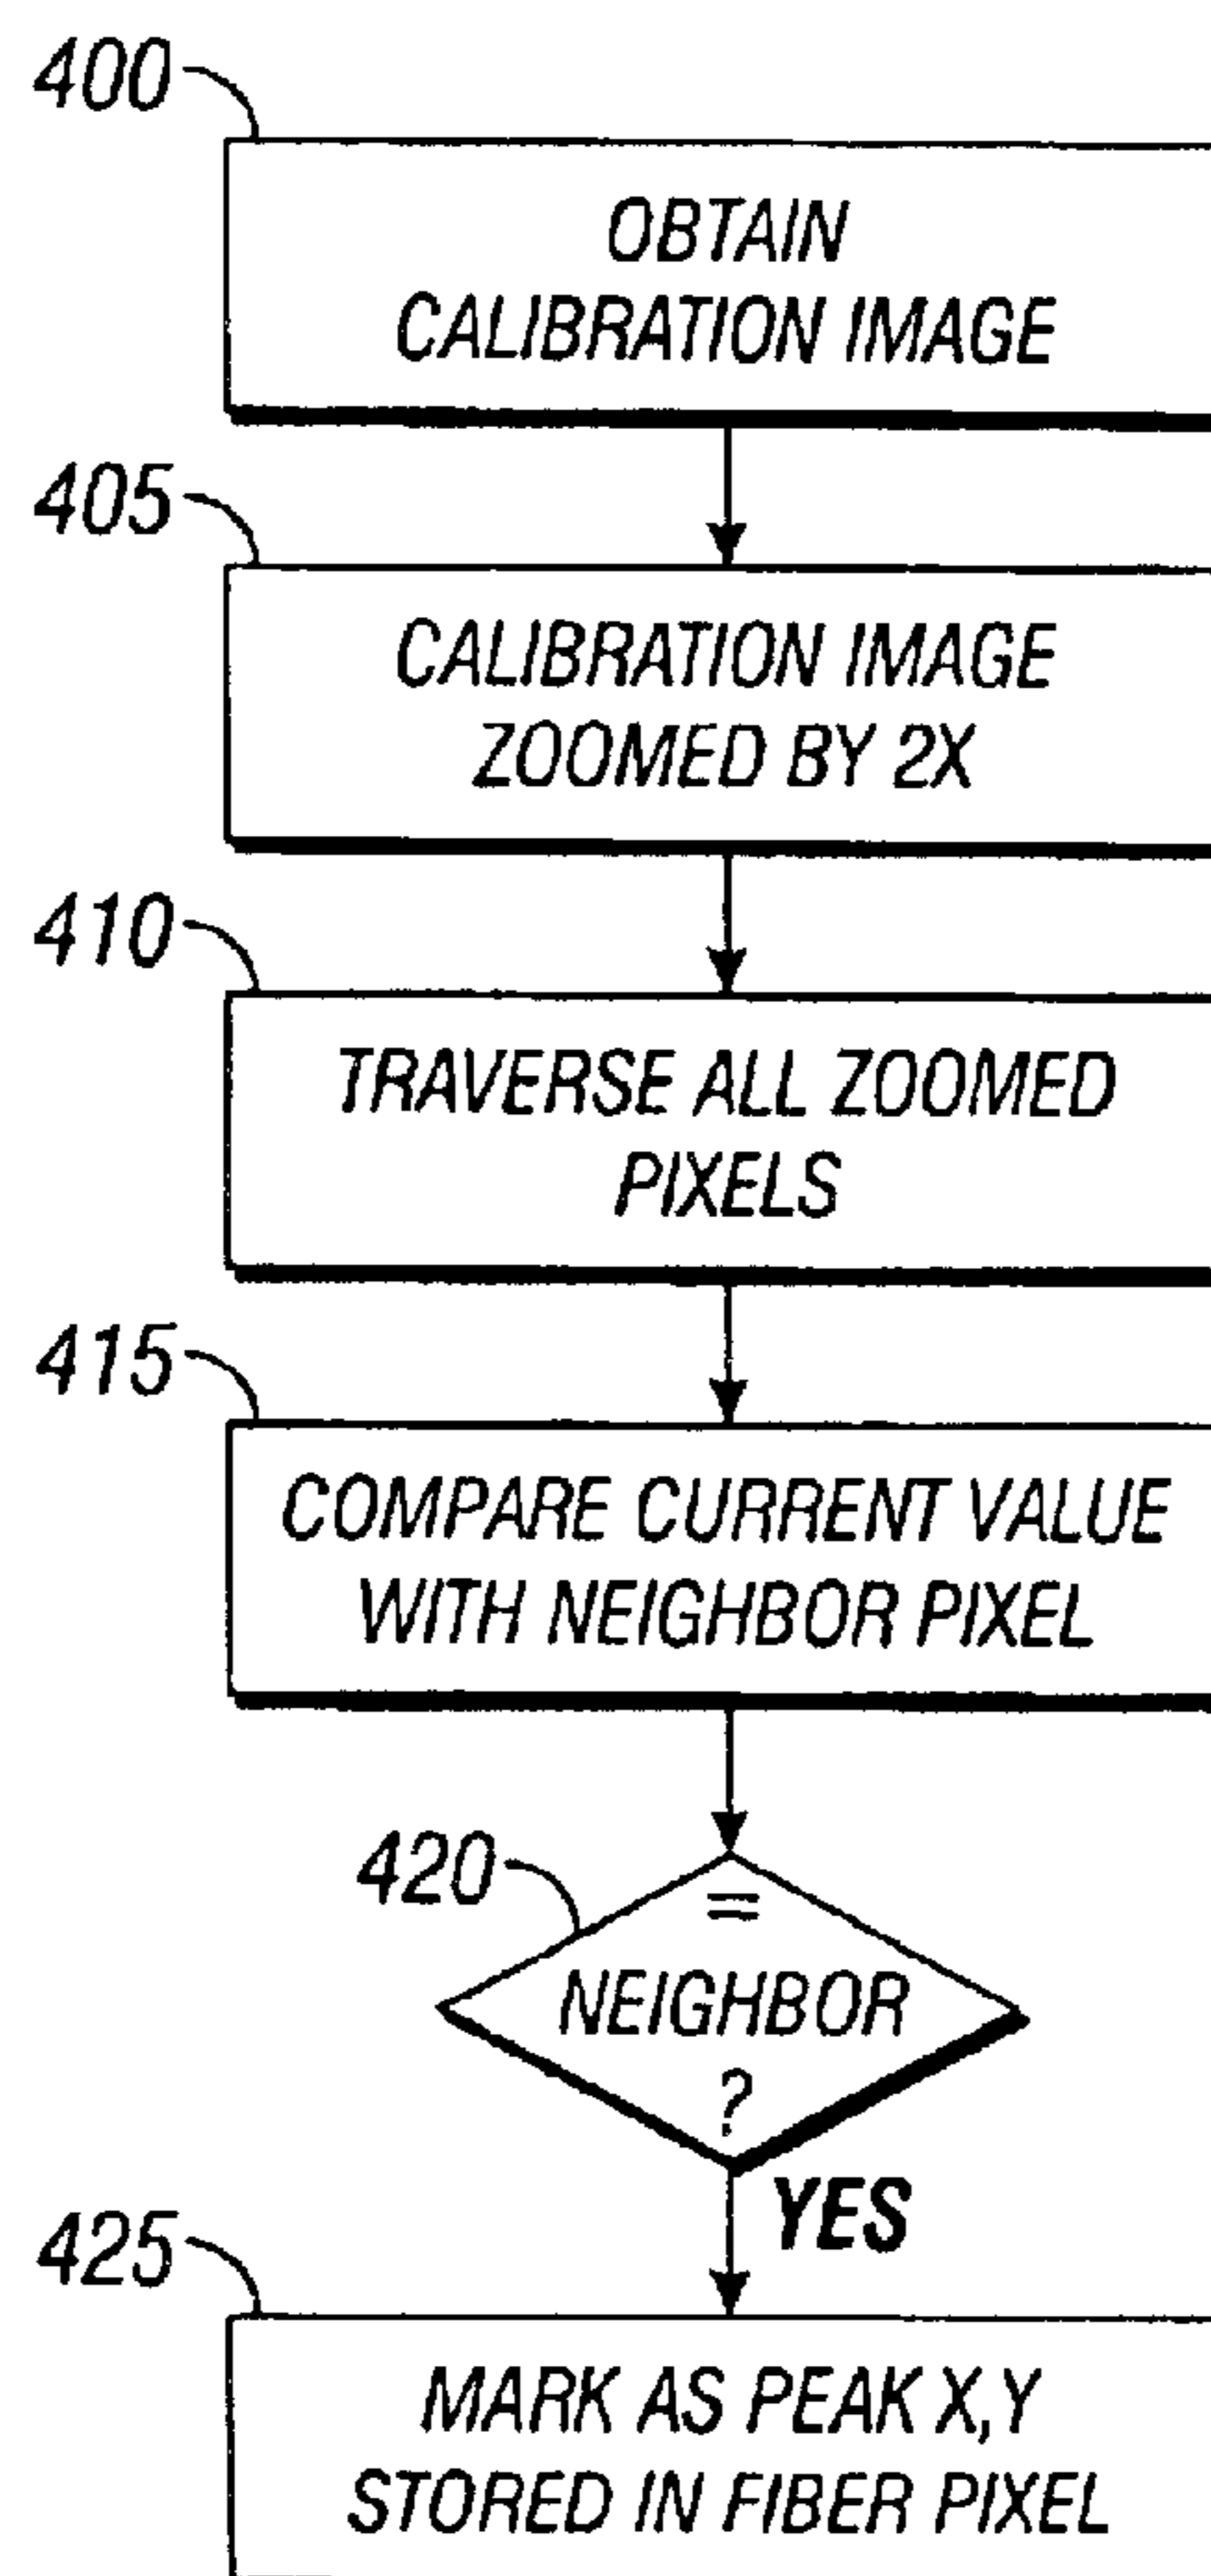 400
OBTAIN
CALIBRATION IMAGE
405
CALIBRATION IMAGE
ZOOMED BY 2X
410
TRAVERSE ALL ZOOMED
PIXELS
415
COMPARE CURRENT VALUE
WITH NEIGHBOR PIXEL
420
=
NEIGHBOR
?
YES
425
MARK AS PEAK X,Y
STORED IN FIBER PIXEL